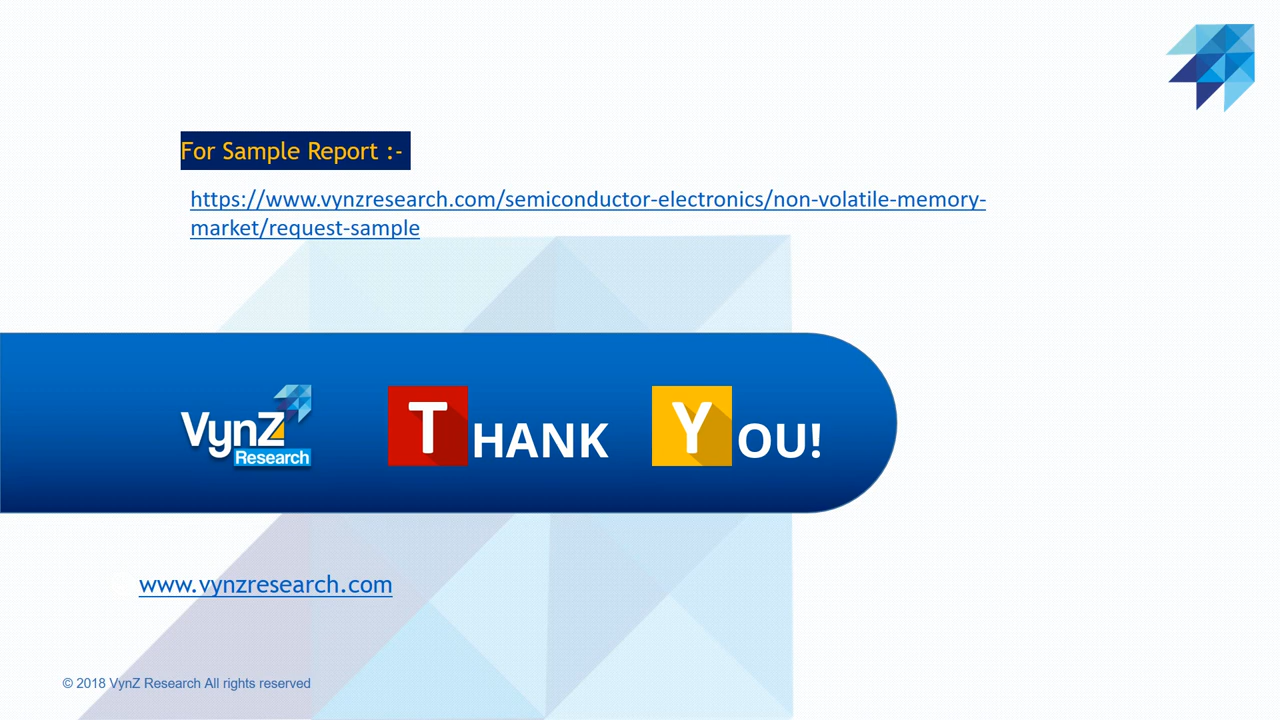 For Sample Report :-
https://www.vynzresearch.com/semiconductor-electronics/non-volatile-memory-
market/request-sample
VynZ
Research
THANK YOU!
www.vynzresearch.com
© 2018 VynZ Research All rights reserved